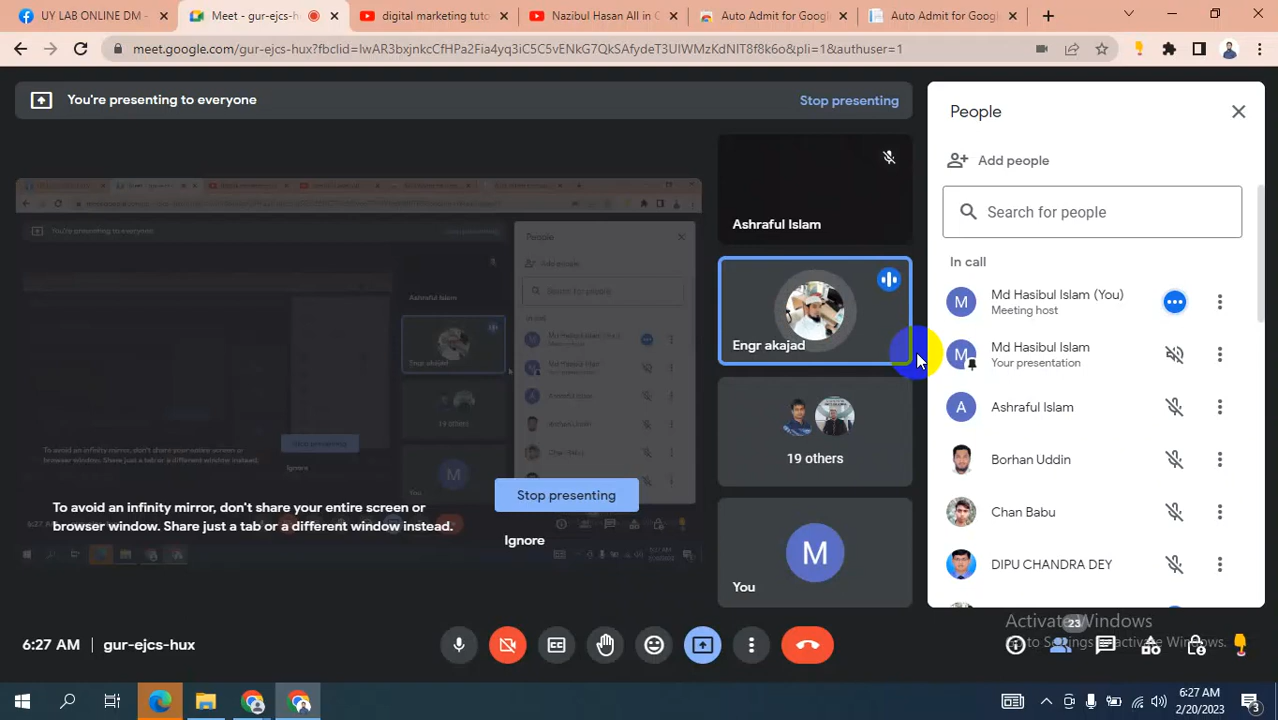 UY LAB ONLINE DM -
Meet - gur-ejcs-h
digital marketing tuto
Nazibul Hasan All in O
Auto Admit for Google
Auto Admit for Google
meet.google.com/gur-ejcs-hux?fbclid=IwAR3bxjnkcCfHPa2Fia4yq3iC5C5vENkG7QkSAfydeT3UIWMzKdNIT8f8k6o&pli=1&authuser=1
You're presenting to everyone
Stop presenting
People
Add people
Search for people
In call
Md Hasibul Islam (You)
Meeting host
Md Hasibul Islam
Your presentation
Ashraful Islam
Borhan Uddin
Chan Babu
DIPU CHANDRA DEY
Ashraful Islam
Engr akajad
19 others
M
You
To avoid an infinity mirror, don't share your entire screen or
browser window. Share just a tab or a different window instead.
Stop presenting
Ignore
Activate Windows
Go to Settings to activate Windows.
23
6:27 AM | gur-ejcs-hux
6:27 AM
2/20/2023
3